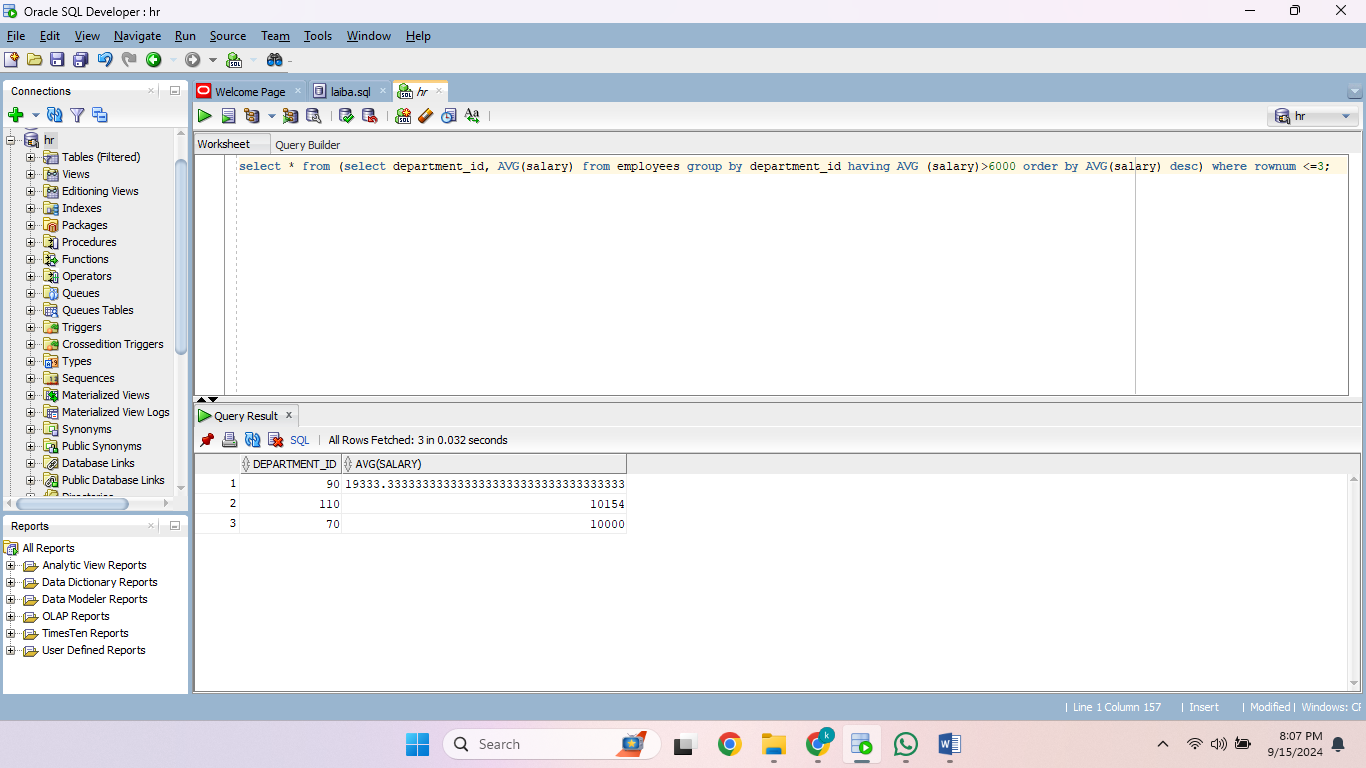 Oracle SQL Developer : hr
File Edit View Navigate Run Source Team Tools Window Help
Connections
hr
Tables (Filtered)
Views
Editioning Views
Indexes
Packages
Procedures
Functions
Operators
Queues
Queues Tables
Triggers
Crossedition Triggers
Types
Sequences
Materialized Views
Materialized View Logs
Synonyms
Public Synonyms
Database Links
Public Database Links
Reports
All Reports
Analytic View Reports
Data Dictionary Reports
Data Modeler Reports
OLAP Reports
TimesTen Reports
User Defined Reports
Welcome Page laiba.sql hr
hr
Worksheet Query Builder
select * from (select department_id, AVG(salary) from employees group by department_id having AVG (salary)>6000 order by AVG(salary) desc) where rownum <=3;
Query Result
SQL | All Rows Fetched: 3 in 0.032 seconds
DEPARTMENT_ID AVG(SALARY)
1 90 19333.3333333333333333333333333333333333
2 110 10154
3 70 10000
| Line 1 Column 157 | Insert | Modified | Windows: CF
Search
k
8:07 PM
9/15/2024